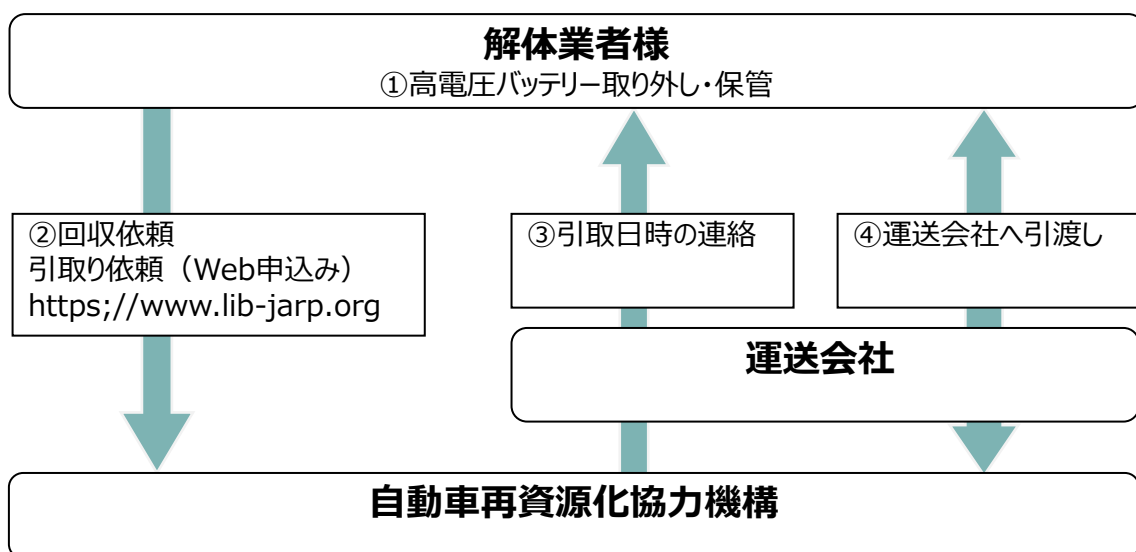 解体業者様
①高電圧バッテリー取り外し・保管
②回収依頼
引取り依頼（Web申込み）
https;//www.lib-jarp.org
③引取日時の連絡
④運送会社へ引渡し
運送会社
自動車再資源化協力機構